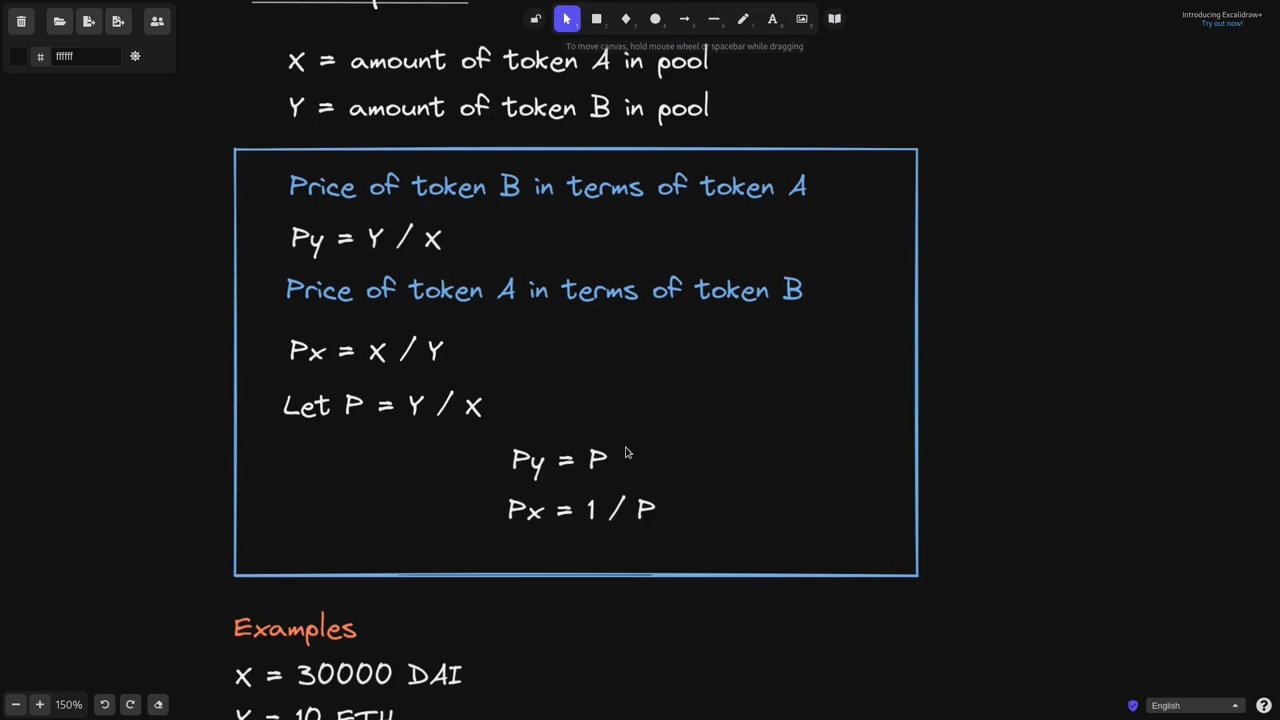 Introducing Excalidraw+
Try out now!
# ffffff
To move canvas, hold mouse wheel or spacebar while dragging
X = amount of token A in pool
Y = amount of token B in pool
Price of token B in terms of token A
Py = Y / X
Price of token A in terms of token B
Px = X / Y
Let P = Y / X
Py = P
Px = 1 / P
Examples
X = 30000 DAI
Y = 10 ETH
150%
English